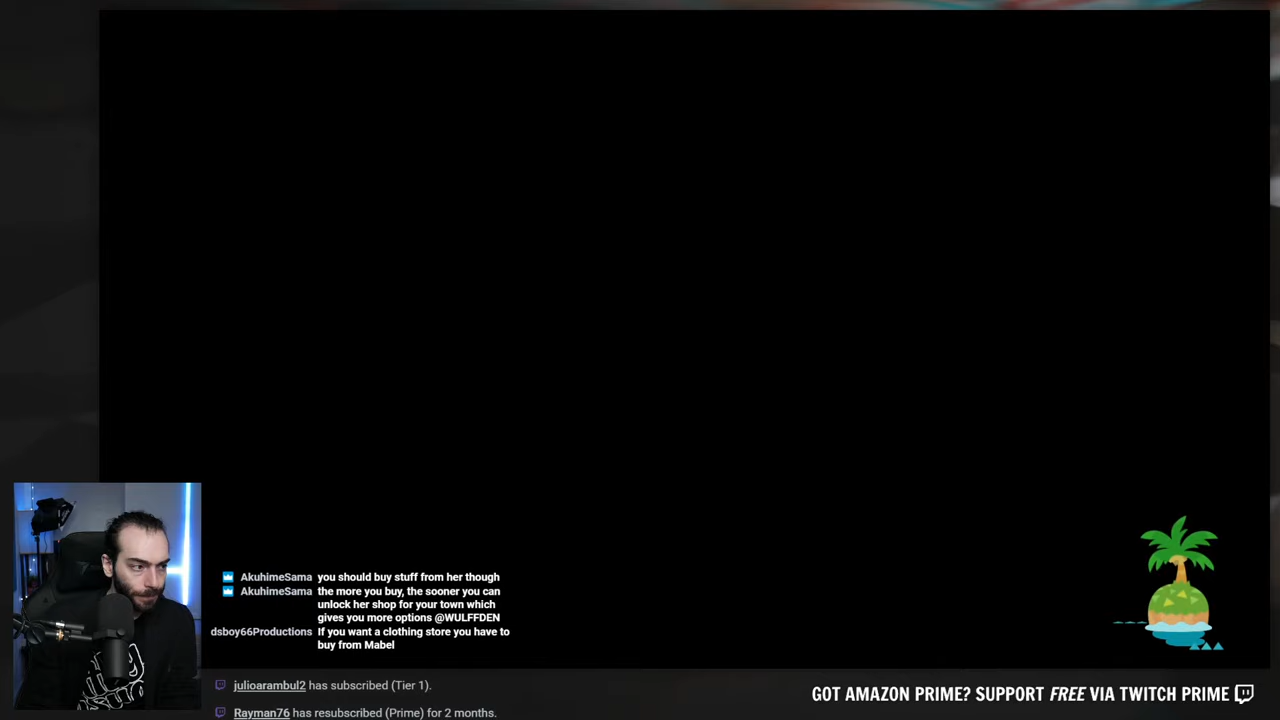 AkuhimeSama you should buy stuff from her though
AkuhimeSama the more you buy, the sooner you can
unlock her shop for your town which
gives you more options @WULFFDEN
dsboy66Productions If you want a clothing store you have to
buy from Mabel
julioarambul2 has subscribed (Tier 1).
Rayman76 has resubscribed (Prime) for 2 months.
GOT AMAZON PRIME? SUPPORT FREE VIA TWITCH PRIME